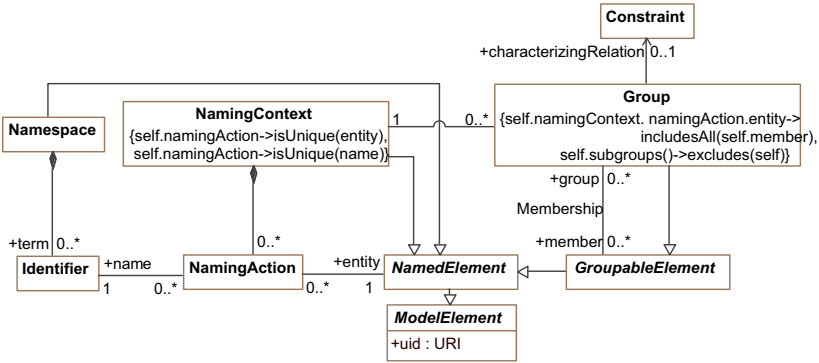 Constraint
+characterizingRelation 0..1
Group
{self.namingContext. namingAction.entity->
includesAll(self.member),
self.subgroups()->excludes(self)}
NamingContext
{self.namingAction->isUnique(entity),
self.namingAction->isUnique(name)}
1 0..*
Namespace
+group 0..*
Membership
+member 0..*
+term 0..*
0..*
Identifier
+name
1 0..*
NamingAction
+entity
0..* 1
NamedElement
GroupableElement
ModelElement
+uid : URI